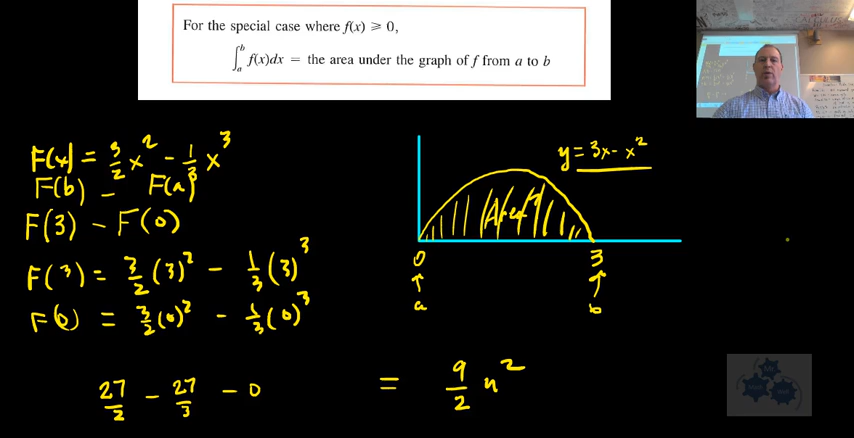 For the special case where f(x) ⩾ 0,
∫ₐᵇ f(x)dx = the area under the graph of f from a to b
F(x) = 3/2 x² - 1/3 x³
F(b) - F(a)
F(3) - F(0)
F(3) = 3/2 (3)² - 1/3 (3)³
F(0) = 3/2 (0)² - 1/3 (0)³
27/2 - 27/3 - 0 = 9/2 u²
y = 3x - x²
Area?
0 3
↑ ↑
a b